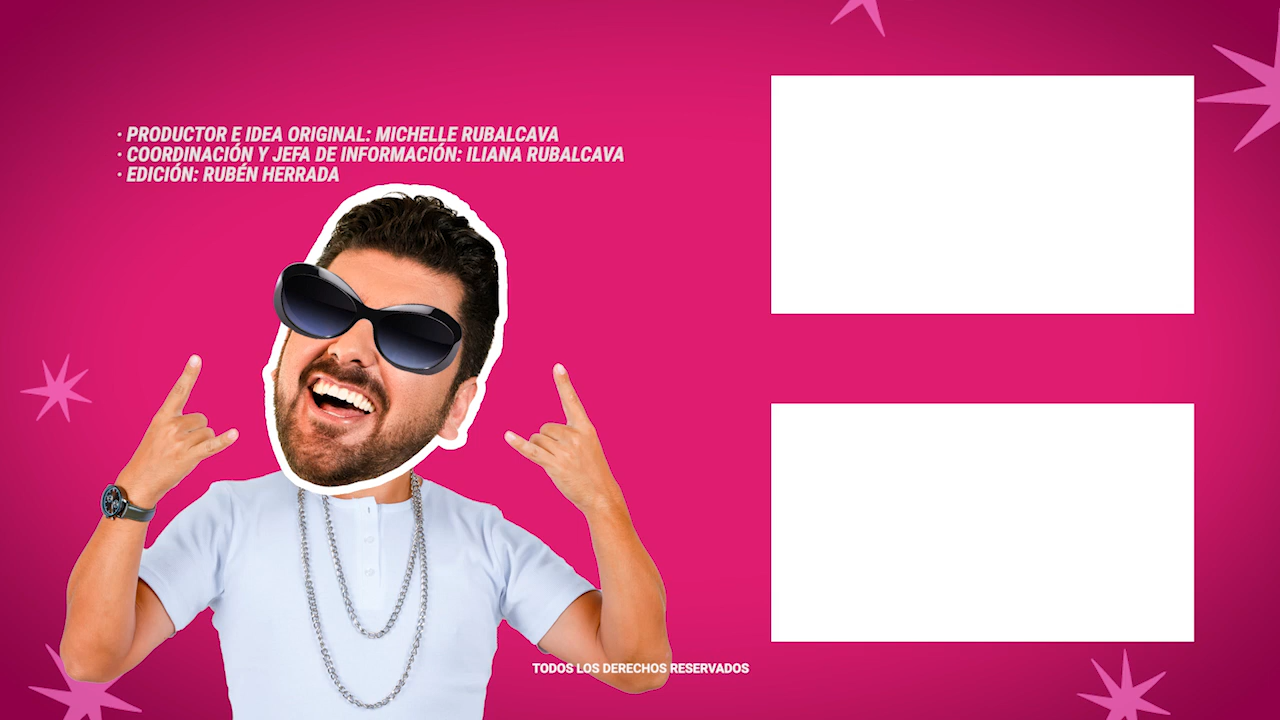 · PRODUCTOR E IDEA ORIGINAL: MICHELLE RUBALCAVA
· COORDINACIÓN Y JEFA DE INFORMACIÓN: ILIANA RUBALCAVA
· EDICIÓN: RUBÉN HERRADA
TODOS LOS DERECHOS RESERVADOS